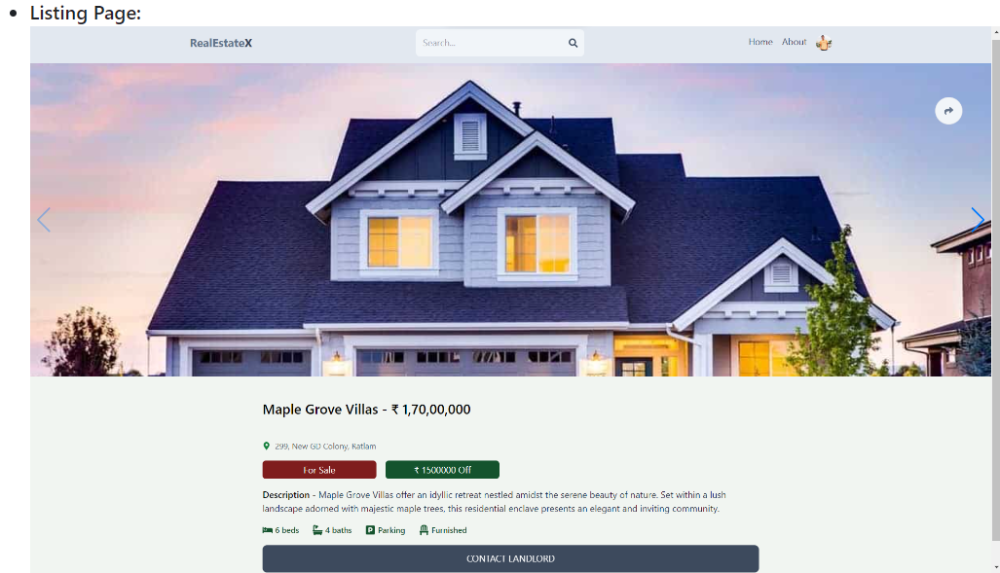 Listing Page:
RealEstateX
Search...
Home About
Maple Grove Villas - ₹ 1,70,00,000
299, New GD Colony, Ratlam
For Sale
₹ 1500000 Off
Description - Maple Grove Villas offer an idyllic retreat nestled amidst the serene beauty of nature. Set within a lush
landscape adorned with majestic maple trees, this residential enclave presents an elegant and inviting community.
6 beds 4 baths Parking Furnished
CONTACT LANDLORD